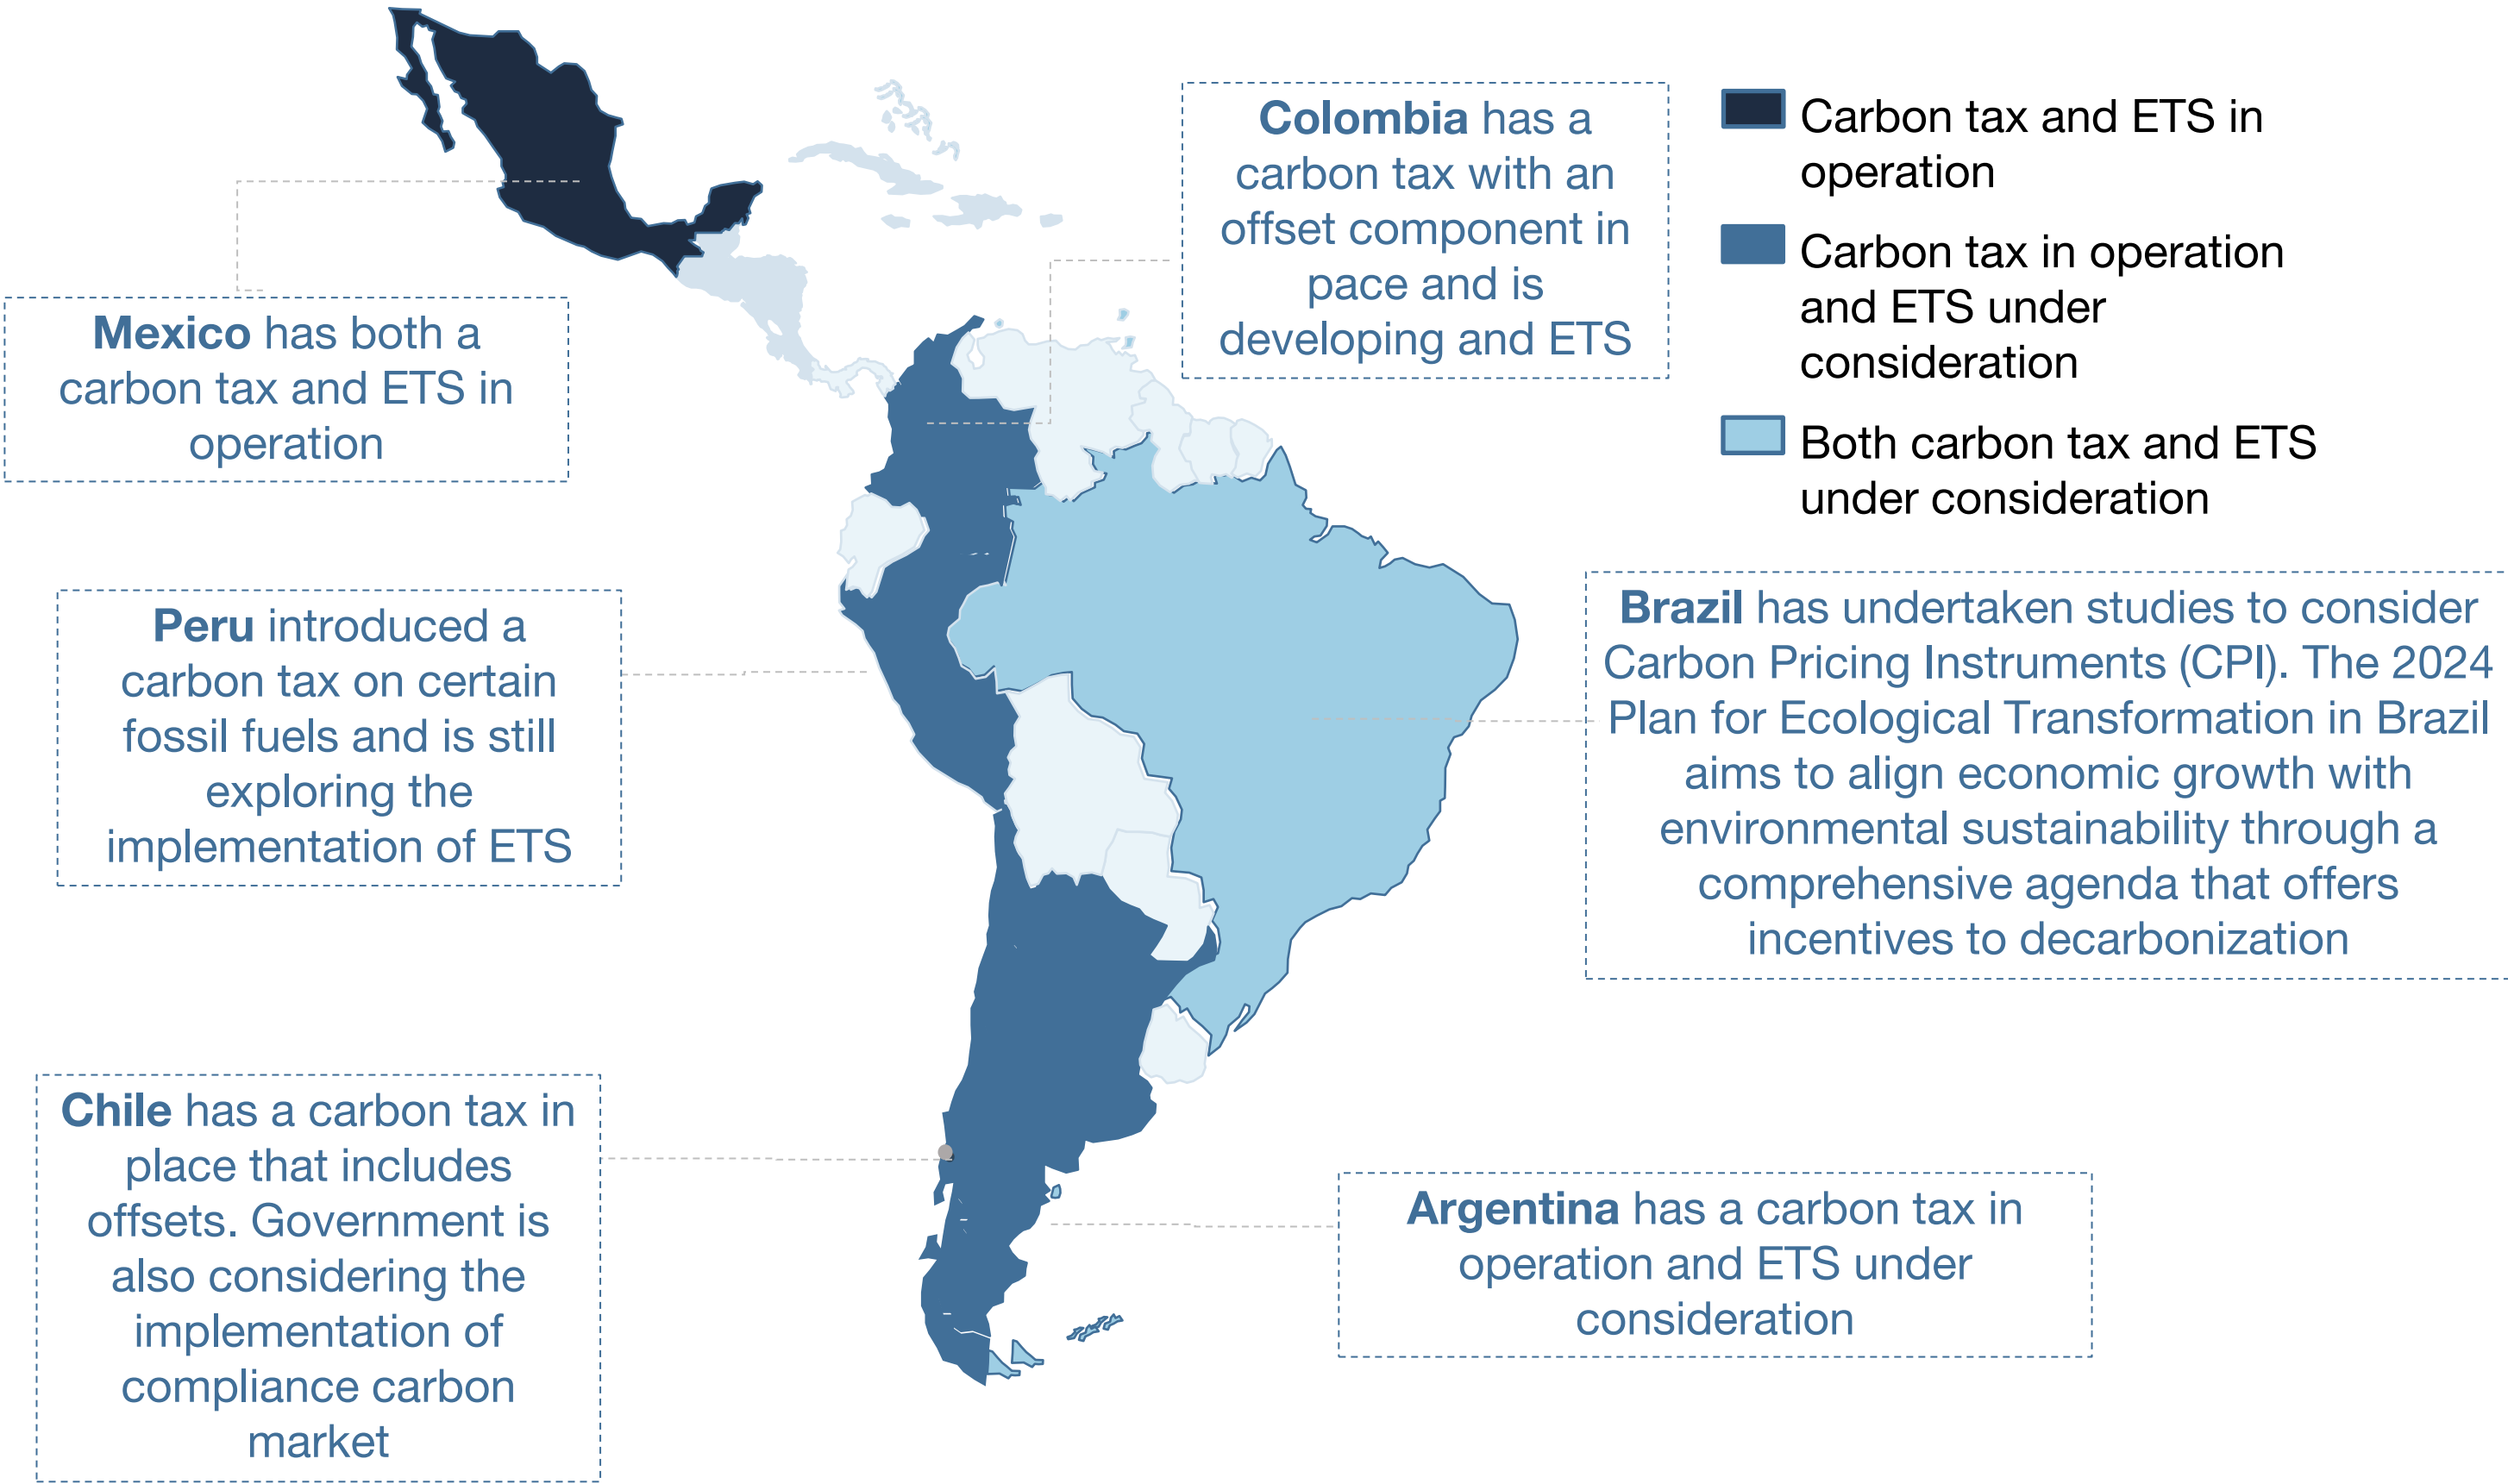 Mexico has both a
carbon tax and ETS in
operation
Colombia has a
carbon tax with an
offset component in
pace and is
developing and ETS
Carbon tax and ETS in
operation
Carbon tax in operation
and ETS under
consideration
Both carbon tax and ETS
under consideration
Peru introduced a
carbon tax on certain
fossil fuels and is still
exploring the
implementation of ETS
Brazil has undertaken studies to consider
Carbon Pricing Instruments (CPI). The 2024
Plan for Ecological Transformation in Brazil
aims to align economic growth with
environmental sustainability through a
comprehensive agenda that offers
incentives to decarbonization
Chile has a carbon tax in
place that includes
offsets. Government is
also considering the
implementation of
compliance carbon
market
Argentina has a carbon tax in
operation and ETS under
consideration